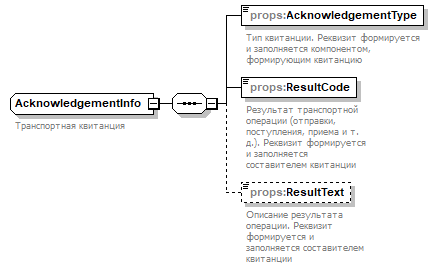 props:AcknowledgementType
Тип квитанции. Реквизит формируется
и заполняется компонентом,
формирующим квитанцию
AcknowledgementInfo
Транспортная квитанция
props:ResultCode
Результат транспортной
операции (отправки,
поступления, приема и т.
д.). Реквизит формируется
и заполняется
составителем квитанции
props:ResultText
Описание результата
операции. Реквизит
формируется и
заполняется составителем
квитанции